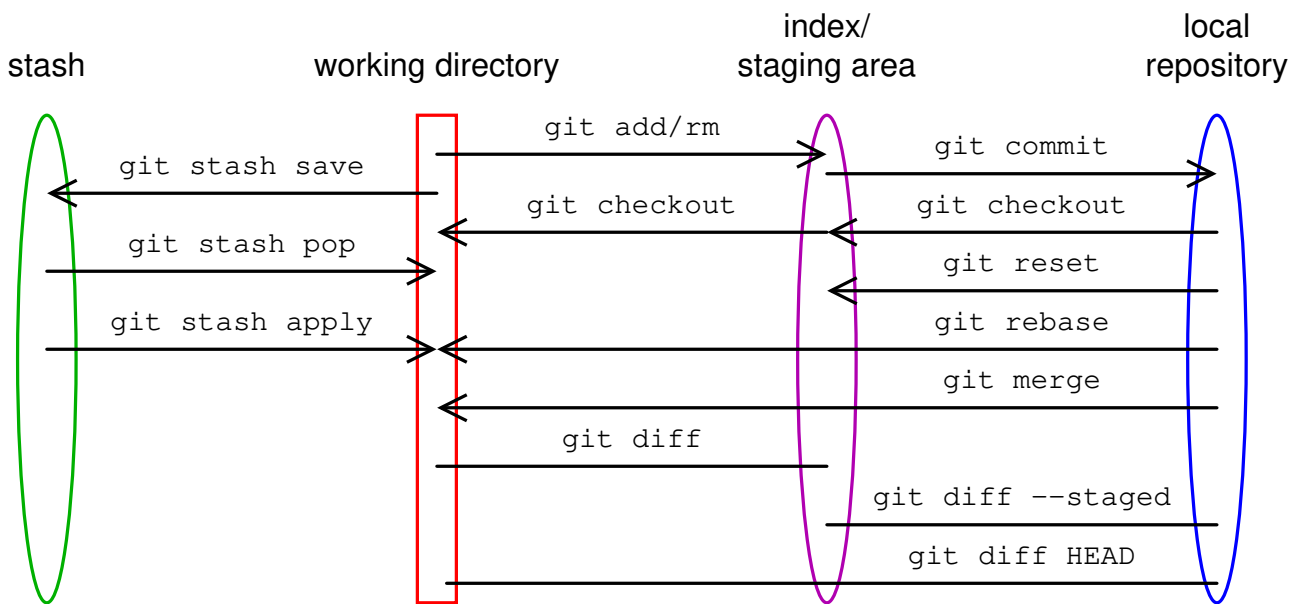 index/
local
stash
working directory
staging area
repository
git add/rm
git commit
git stash save
git checkout
git checkout
git stash pop
git reset
git stash apply
git rebase
git merge
git diff
git diff --staged
git diff HEAD